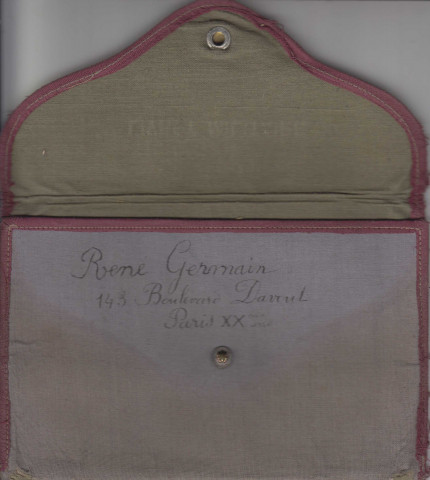 Rene Germain
143 Boulevard Davout
Paris XX